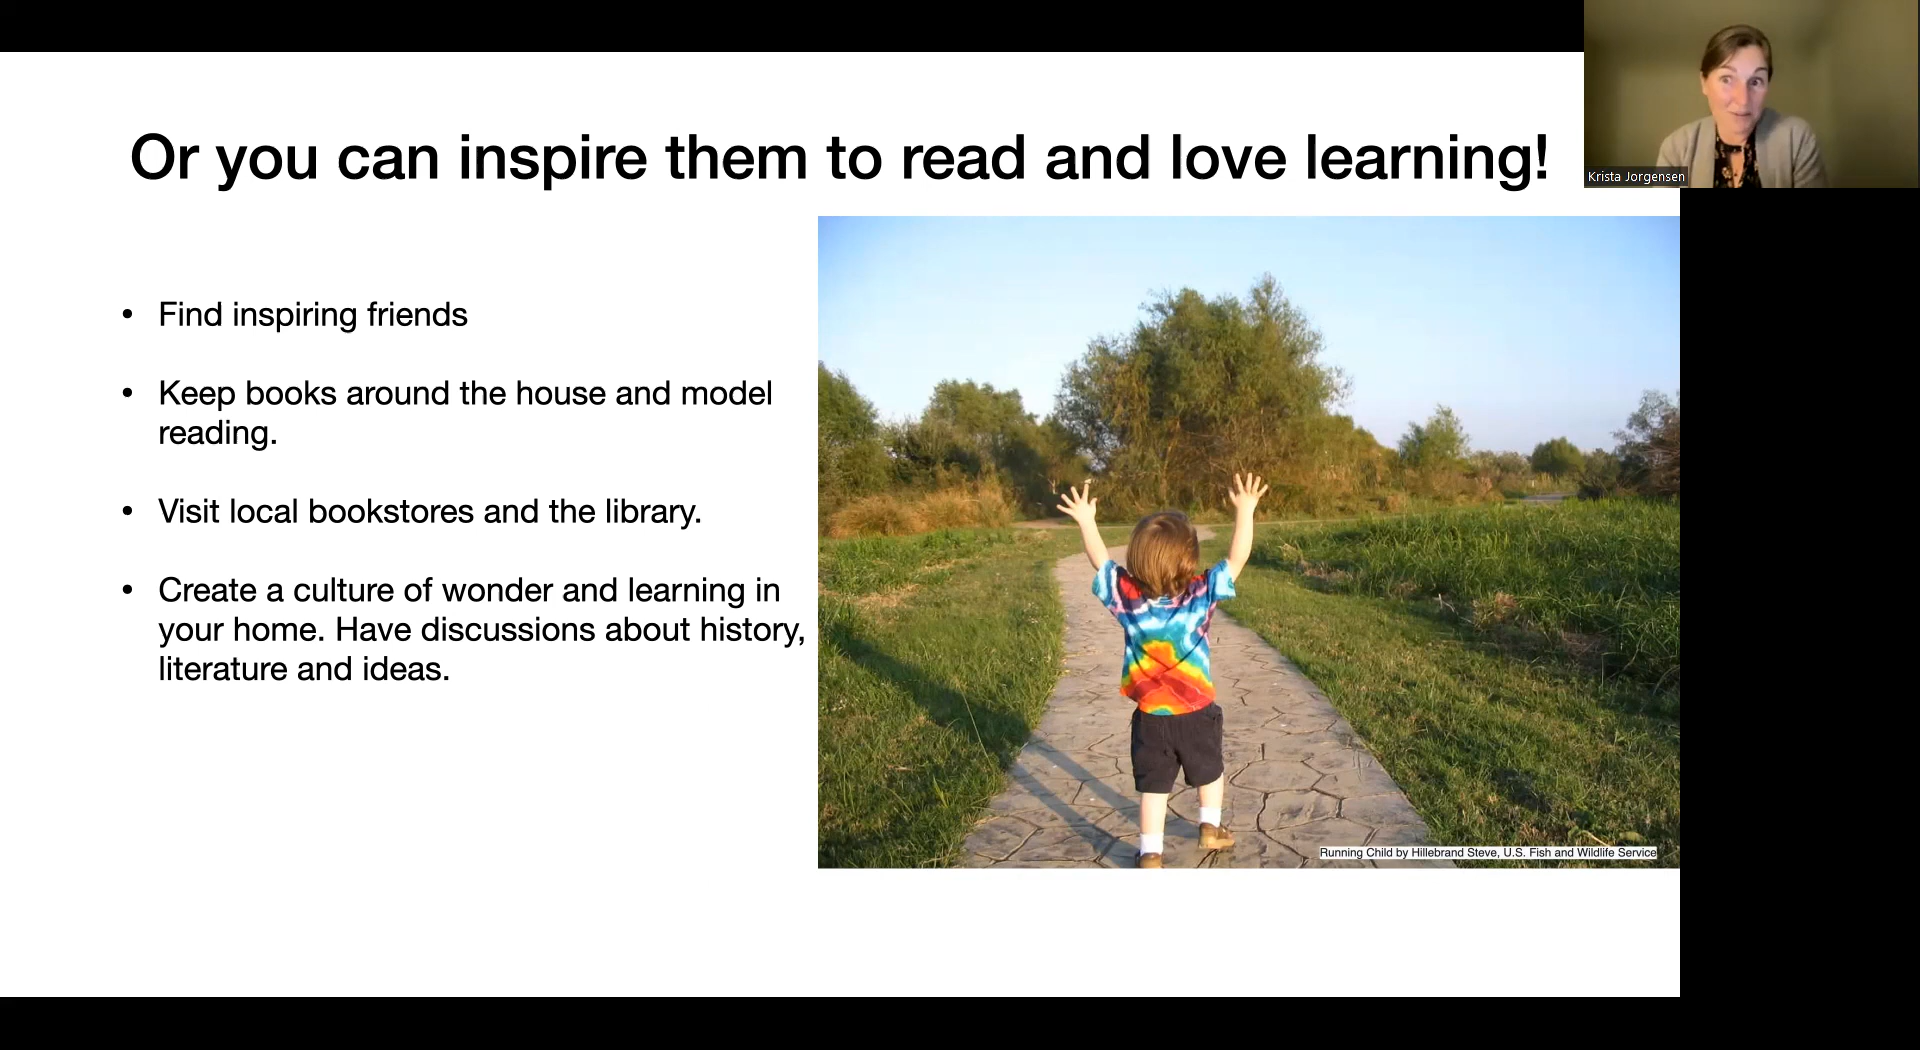 Or you can inspire them to read and love learning!
Krista Jorgensen
• Find inspiring friends
• Keep books around the house and model
reading.
• Visit local bookstores and the library.
• Create a culture of wonder and learning in
your home. Have discussions about history,
literature and ideas.
Running Child by Hillebrand Steve, U.S. Fish and Wildlife Service